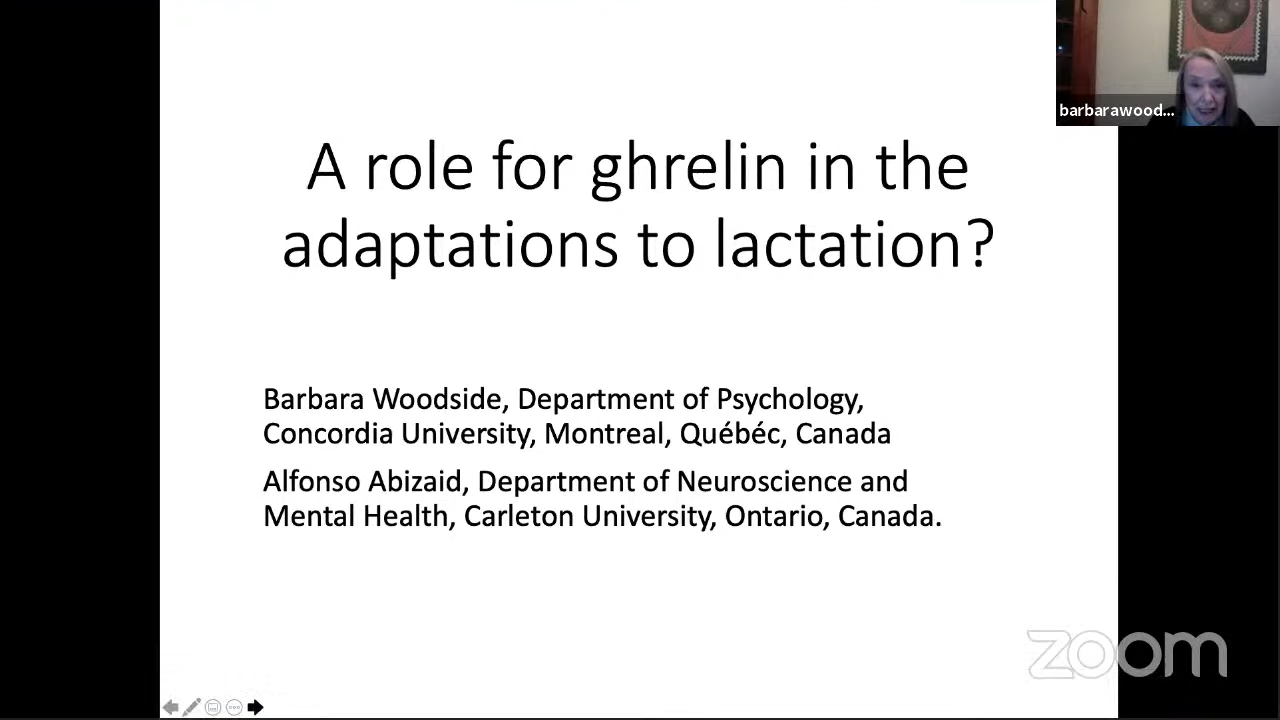 barbarawood...
A role for ghrelin in the
adaptations to lactation?
Barbara Woodside, Department of Psychology,
Concordia University, Montreal, Québéc, Canada
Alfonso Abizaid, Department of Neuroscience and
Mental Health, Carleton University, Ontario, Canada.
zoom